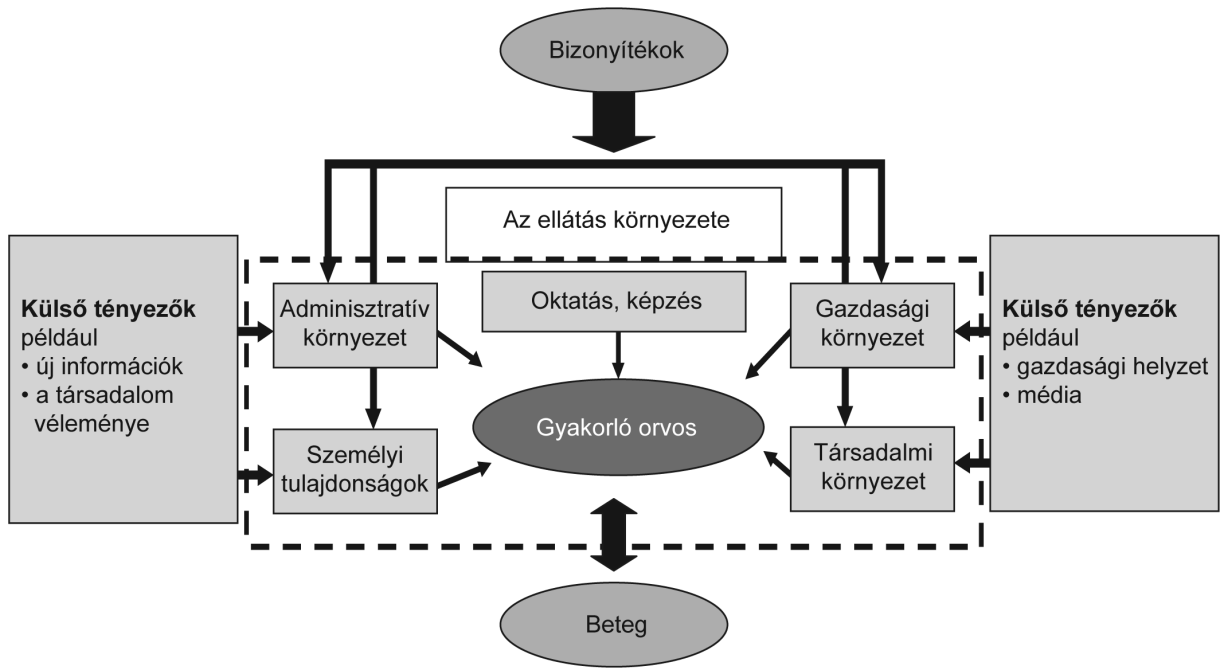 Bizonyítékok
Az ellátás környezete
Külső tényezők
például
• új információk
• a társadalom
véleménye
Adminisztratív
környezet
Oktatás, képzés
Gazdasági
környezet
Külső tényezők
például
• gazdasági helyzet
• média
Gyakorló orvos
Személyi
tulajdonságok
Társadalmi
környezet
Beteg